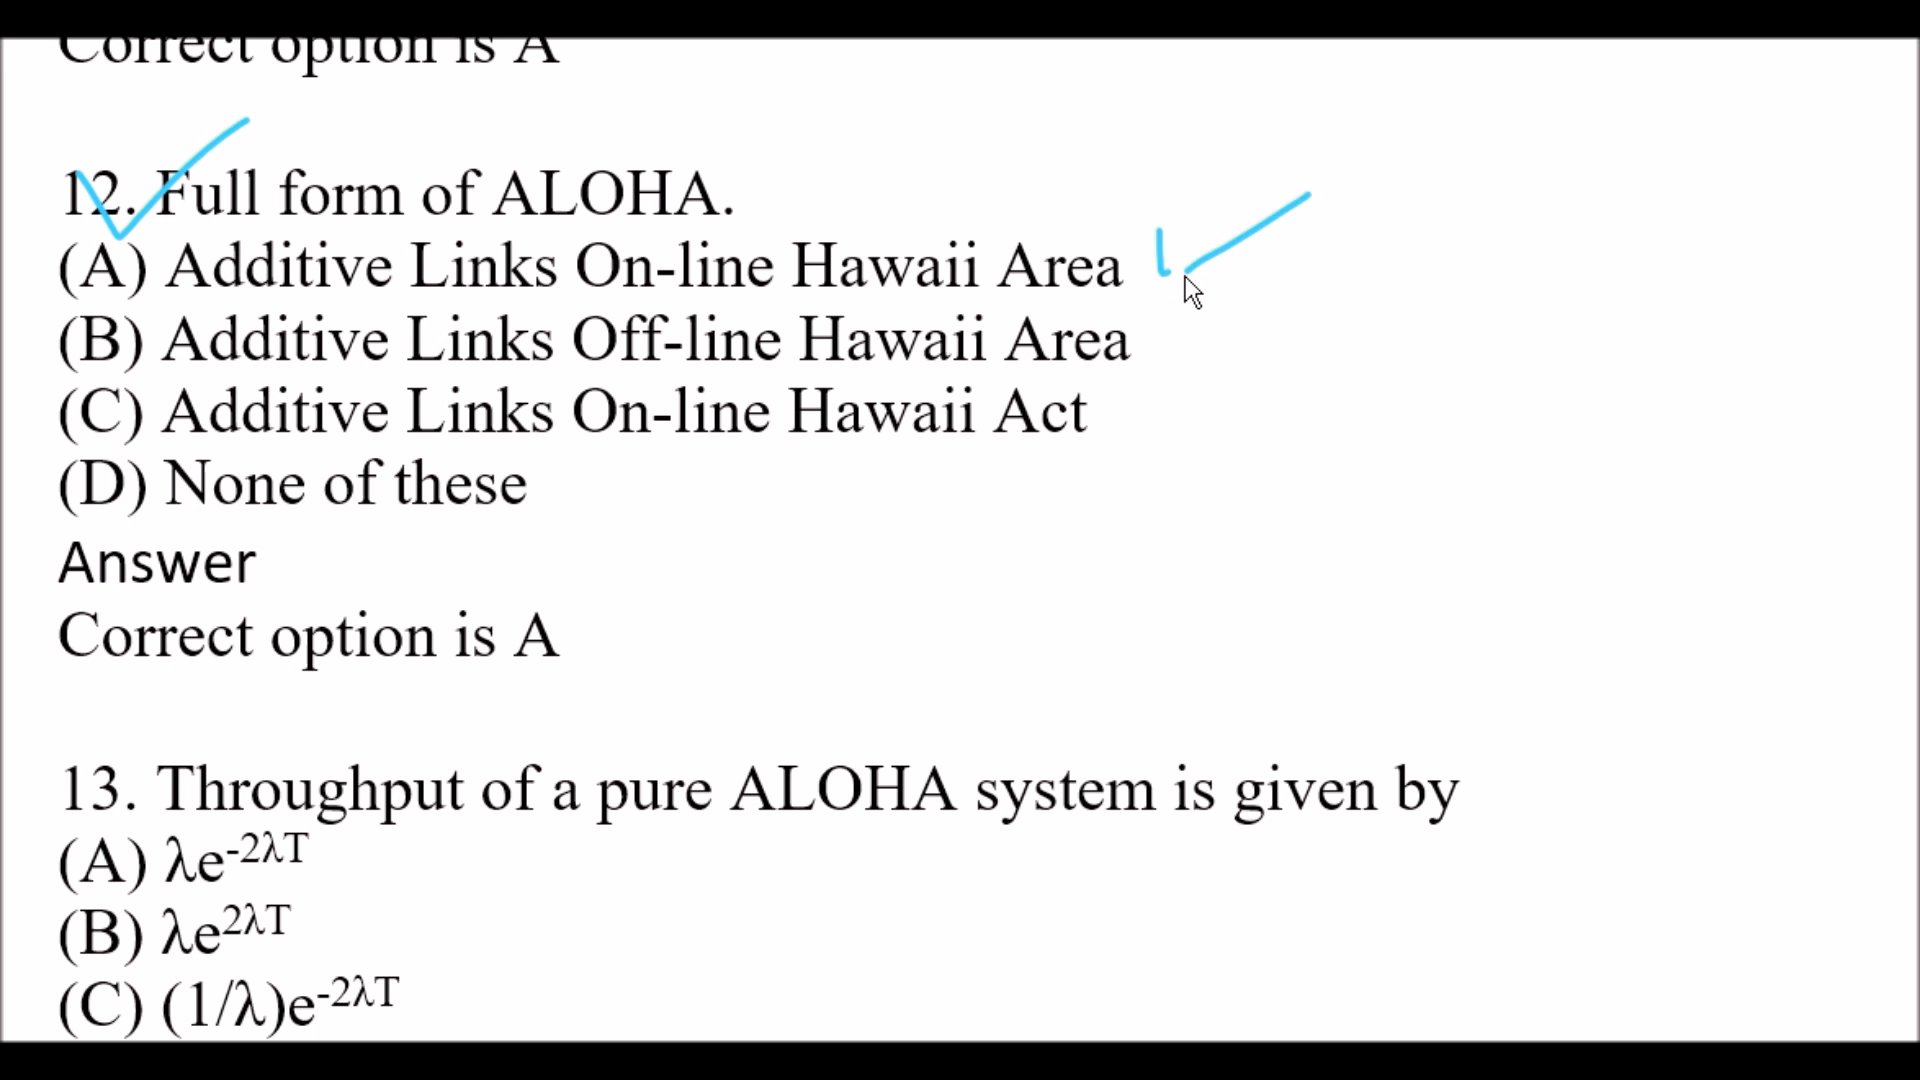 Correct option is A
12. Full form of ALOHA.
(A) Additive Links On-line Hawaii Area
(B) Additive Links Off-line Hawaii Area
(C) Additive Links On-line Hawaii Act
(D) None of these
Answer
Correct option is A
13. Throughput of a pure ALOHA system is given by
(A) λe⁻²λT
(B) λe²λT
(C) (1/λ)e⁻²λT